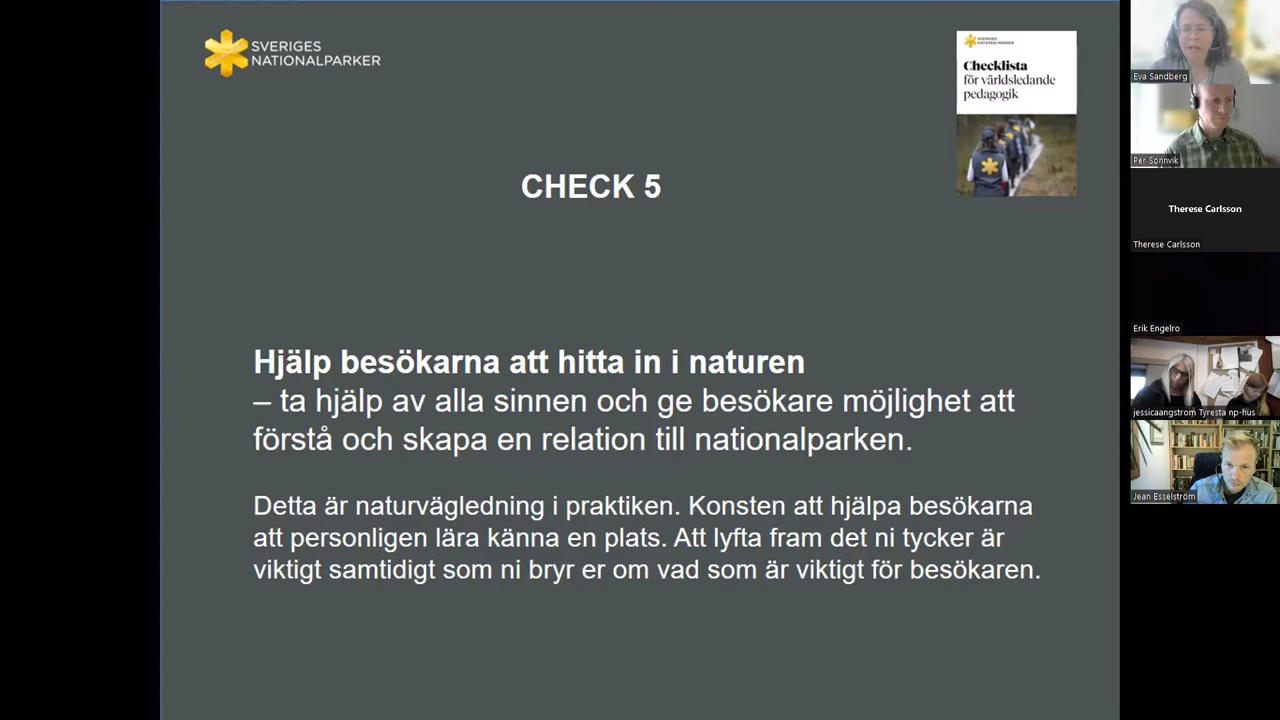 SVERIGES
NATIONALPARKER
SVERIGES
NATIONALPARKER
Checklista
för världsledande
pedagogik
CHECK 5
Hjälp besökarna att hitta in i naturen
– ta hjälp av alla sinnen och ge besökare möjlighet att
förstå och skapa en relation till nationalparken.
Detta är naturvägledning i praktiken. Konsten att hjälpa besökarna
att personligen lära känna en plats. Att lyfta fram det ni tycker är
viktigt samtidigt som ni bryr er om vad som är viktigt för besökaren.
Eva Sandberg
Per Sonnvik
Therese Carlsson
Therese Carlsson
Erik Engelro
jessicaangstrom Tyresta np-hus
Jean Esselström